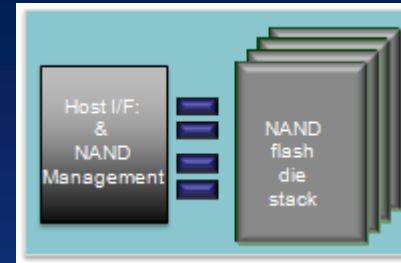 Host I/F:
&
NAND
Management
NAND
flash
die
stack